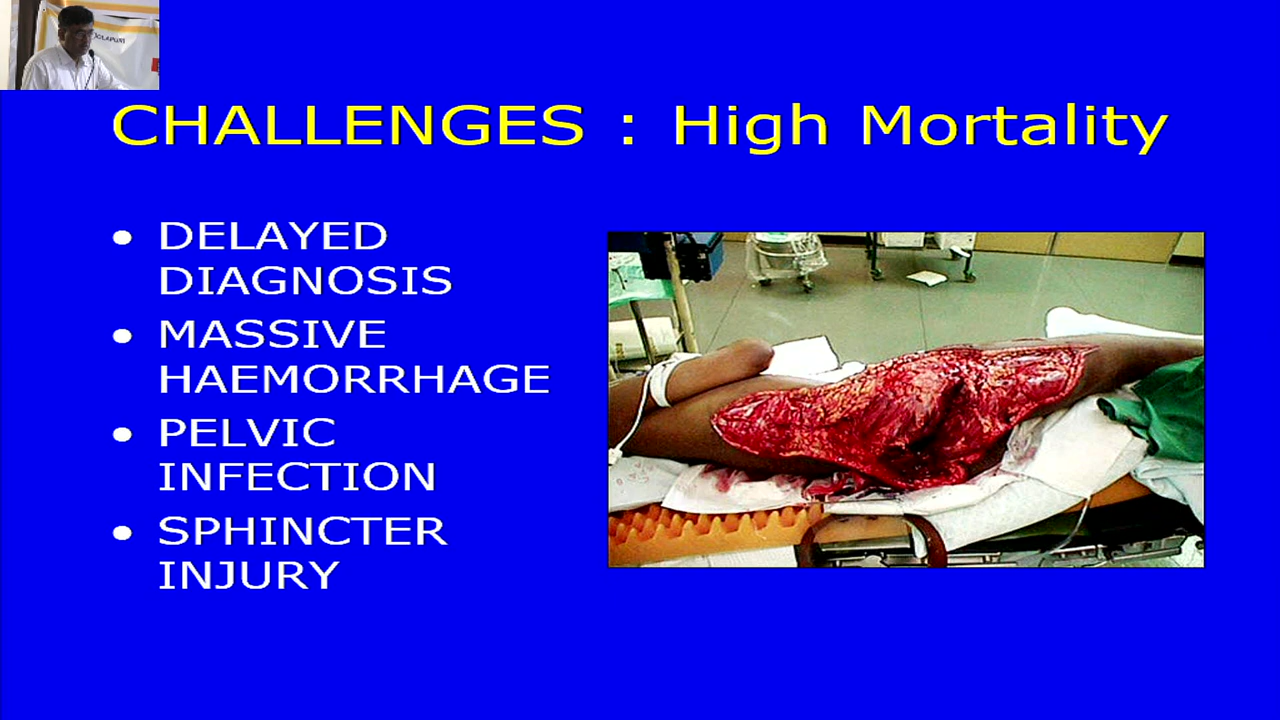 CHALLENGES : High Mortality
• DELAYED
DIAGNOSIS
• MASSIVE
HAEMORRHAGE
• PELVIC
INFECTION
• SPHINCTER
INJURY